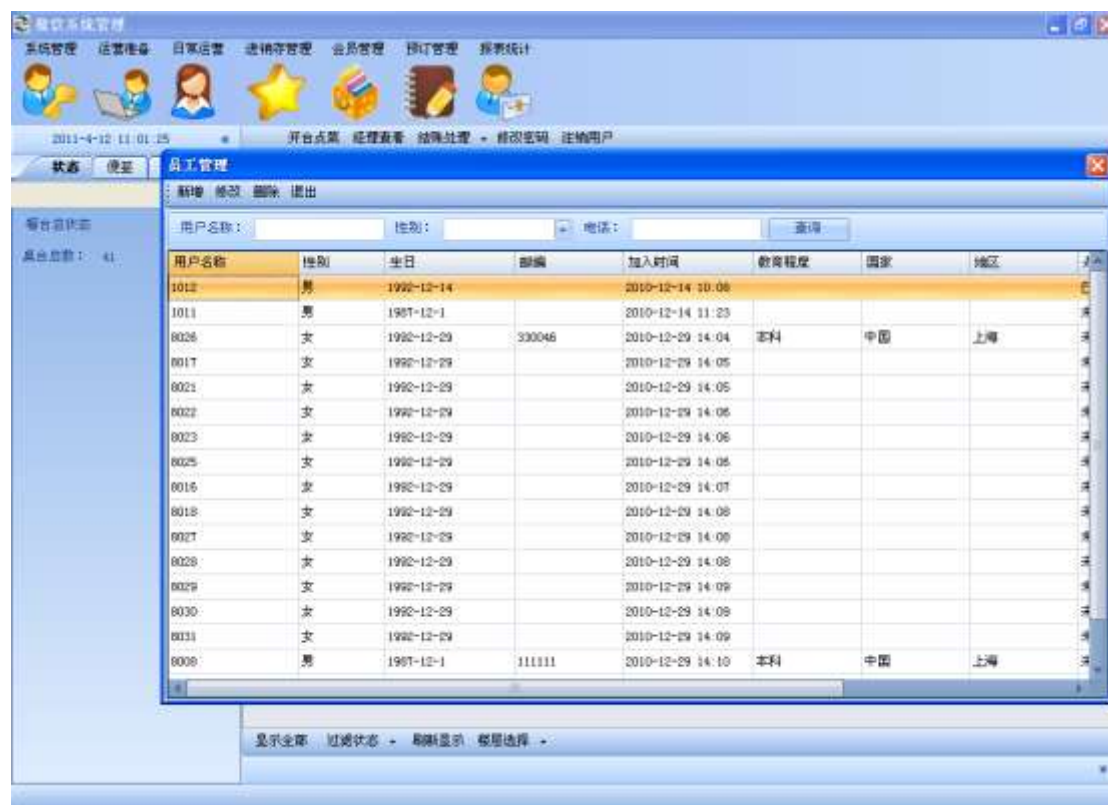 餐饮系统管理
系统管理 运营准备 日常运营 进销存管理 会员管理 预订管理 报表统计
2011-4-12 11:01:25 开台点菜 经理查看 结账处理 修改密码 注销用户
状态 便签 员工管理
新增 修改 删除 退出
餐台总状态 用户名称： 性别： 电话： 查询
桌台总数： 41
用户名称 性别 生日 邮编 加入时间 教育程度 国家 地区
1012 男 1992-12-14 2010-12-14 10:08
1011 男 1987-12-1 2010-12-14 11:23
8026 女 1992-12-29 330046 2010-12-29 14:04 本科 中国 上海
8017 女 1992-12-29 2010-12-29 14:05
8021 女 1992-12-29 2010-12-29 14:05
8022 女 1992-12-29 2010-12-29 14:06
8023 女 1992-12-29 2010-12-29 14:06
8025 女 1992-12-29 2010-12-29 14:06
8016 女 1992-12-29 2010-12-29 14:07
8018 女 1992-12-29 2010-12-29 14:08
8027 女 1992-12-29 2010-12-29 14:08
8028 女 1992-12-29 2010-12-29 14:08
8029 女 1992-12-29 2010-12-29 14:09
8030 女 1992-12-29 2010-12-29 14:09
8031 女 1992-12-29 2010-12-29 14:09
8008 男 1987-12-1 111111 2010-12-29 14:10 本科 中国 上海
显示全部 过滤状态 刷新显示 楼层选择